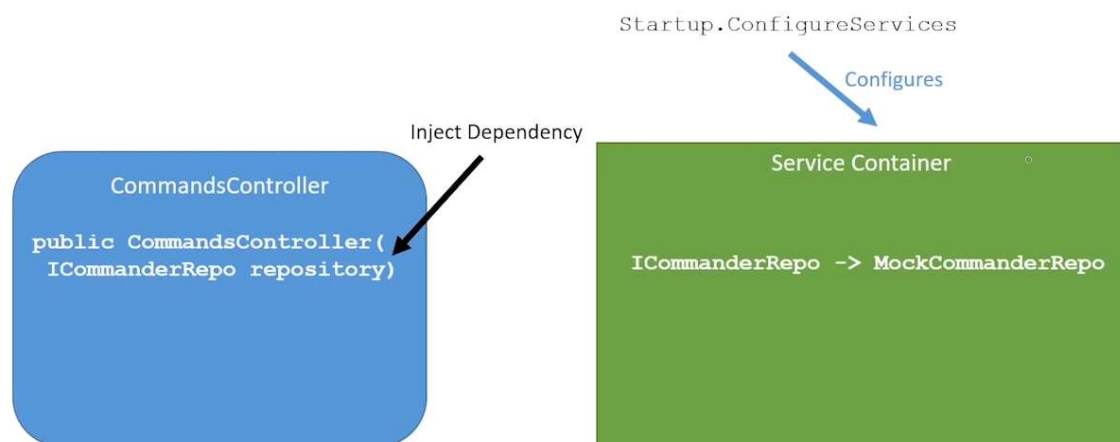 Startup.ConfigureServices
Configures
Inject Dependency
CommandsController
public CommandsController(
ICommanderRepo repository)
Service Container
ICommanderRepo -> MockCommanderRepo